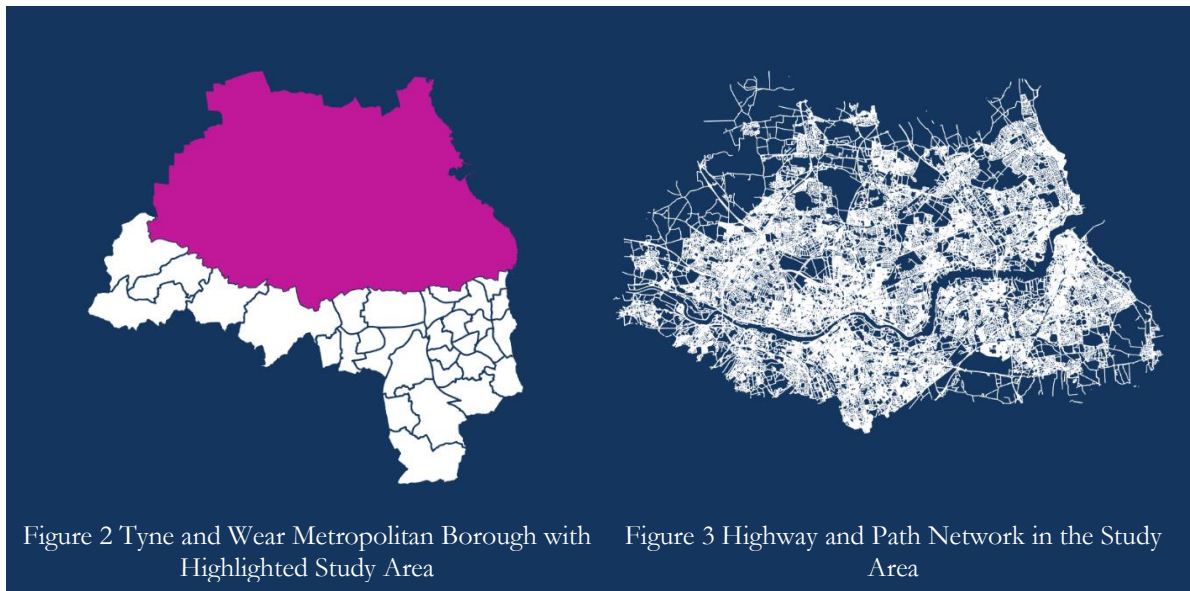 Figure 2 Tyne and Wear Metropolitan Borough with
Highlighted Study Area
Figure 3 Highway and Path Network in the Study
Area